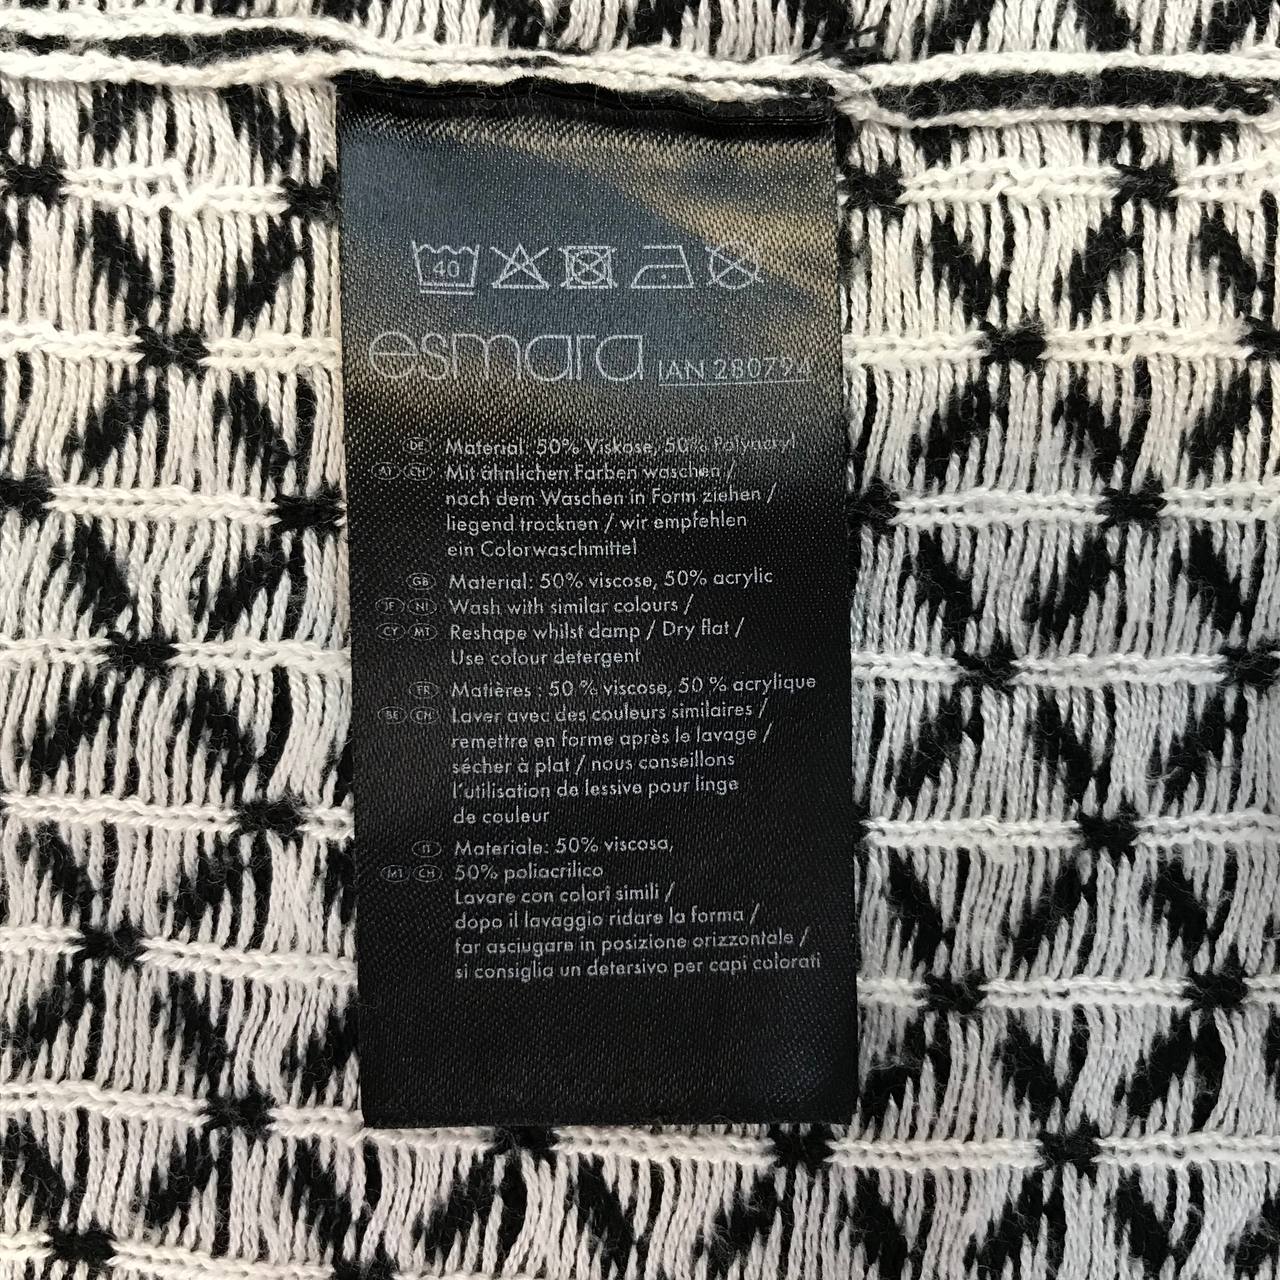 40
esmara IAN 280794
DE Material: 50% Viskose, 50% Polyacryl
AT CH Mit ähnlichen Farben waschen /
nach dem Waschen in Form ziehen /
liegend trocknen / wir empfehlen
ein Colorwaschmittel
GB Material: 50% viscose, 50% acrylic
IE NI Wash with similar colours /
CY MT Reshape whilst damp / Dry flat /
Use colour detergent
FR Matières : 50 % viscose, 50 % acrylique
BE CH Laver avec des couleurs similaires /
remettre en forme après le lavage /
sécher à plat / nous conseillons
l'utilisation de lessive pour linge
de couleur
IT Materiale: 50% viscosa,
MT CH 50% poliacrilico
Lavare con colori simili /
dopo il lavaggio ridare la forma /
far asciugare in posizione orizzontale /
si consiglia un detersivo per capi colorati